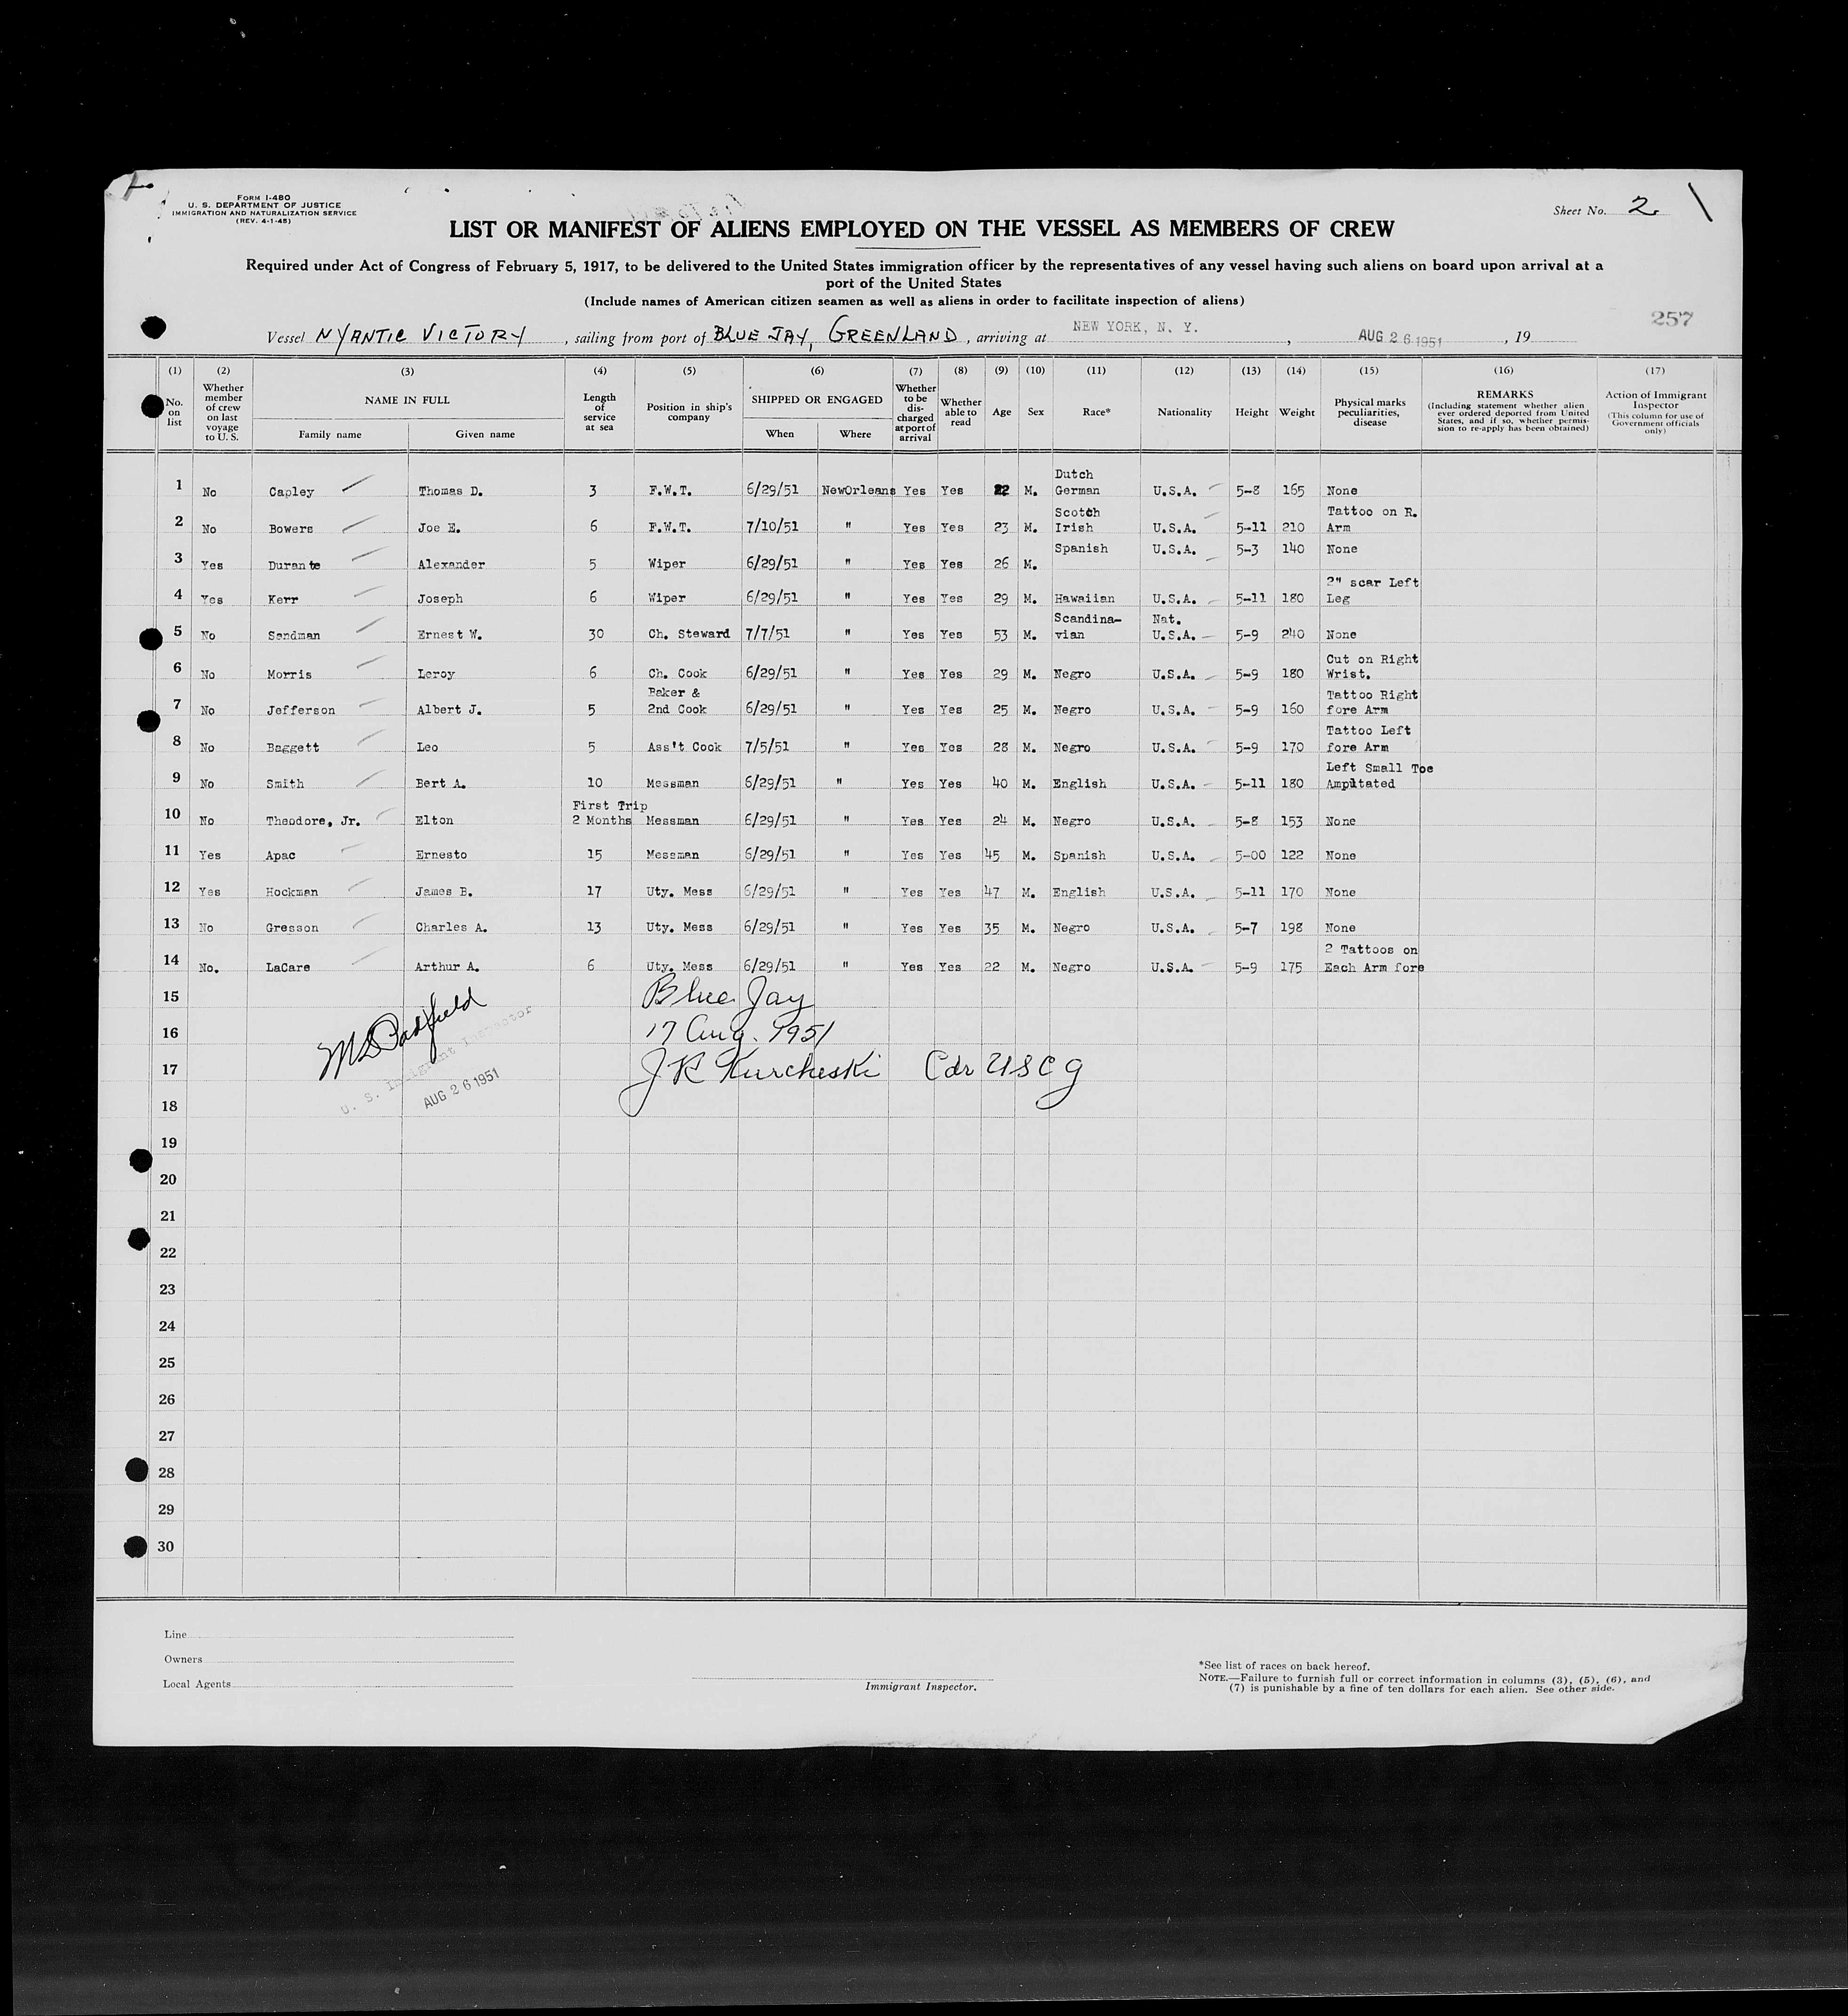 FORM I-480
U. S. DEPARTMENT OF JUSTICE
IMMIGRATION AND NATURALIZATION SERVICE
(REV. 4-1-45)
Sheet No. 2
LIST OR MANIFEST OF ALIENS EMPLOYED ON THE VESSEL AS MEMBERS OF CREW
Required under Act of Congress of February 5, 1917, to be delivered to the United States immigration officer by the representatives of any vessel having such aliens on board upon arrival at a
port of the United States
(Include names of American citizen seamen as well as aliens in order to facilitate inspection of aliens)
257
Vessel NYANTIC VICTORY , sailing from port of BLUE JAY, GREENLAND , arriving at NEW YORK, N. Y. , AUG 26 1951 , 19
(1) (2) (3) (4) (5) (6) (7) (8) (9) (10) (11) (12) (13) (14) (15) (16) (17)
No. on list Whether member of crew on last voyage to U. S. NAME IN FULL Family name Given name Length of service at sea Position in ship's company SHIPPED OR ENGAGED When Where Whether to be discharged at port of arrival Whether able to read Age Sex Race* Nationality Height Weight Physical marks peculiarities, disease REMARKS (Including statement whether alien ever ordered deported from United States, and if so, whether permission to re-apply has been obtained) Action of Immigrant Inspector (This column for use of Government officials only)
1 No Capley Thomas D. 3 F.W.T. 6/29/51 NewOrleans Yes Yes 22 M. Dutch German U.S.A. 5-8 165 None
2 No Bowers Joe E. 6 F.W.T. 7/10/51 " Yes Yes 23 M. Scotch Irish U.S.A. 5-11 210 Tattoo on R. Arm
3 Yes Durante Alexander 5 Wiper 6/29/51 " Yes Yes 26 M. Spanish U.S.A. 5-3 140 None
4 Yes Kerr Joseph 6 Wiper 6/29/51 " Yes Yes 29 M. Hawaiian U.S.A. 5-11 180 2" scar Left Leg
5 No Sandman Ernest W. 30 Ch. Steward 7/7/51 " Yes Yes 53 M. Scandina-vian Nat. U.S.A. 5-9 240 None
6 No Morris Leroy 6 Ch. Cook 6/29/51 " Yes Yes 29 M. Negro U.S.A. 5-9 180 Cut on Right Wrist.
7 No Jefferson Albert J. 5 Baker & 2nd Cook 6/29/51 " Yes Yes 25 M. Negro U.S.A. 5-9 160 Tattoo Right fore Arm
8 No Baggett Leo 5 Ass't Cook 7/5/51 " Yes Yes 28 M. Negro U.S.A. 5-9 170 Tattoo Left fore Arm
9 No Smith Bert A. 10 Messman 6/29/51 " Yes Yes 40 M. English U.S.A. 5-11 180 Left Small Toe Amputated
10 No Theodore, Jr. Elton First Trip 2 Months Messman 6/29/51 " Yes Yes 24 M. Negro U.S.A. 5-8 153 None
11 Yes Apac Ernesto 15 Messman 6/29/51 " Yes Yes 45 M. Spanish U.S.A. 5-00 122 None
12 Yes Hockman James B. 17 Uty. Mess 6/29/51 " Yes Yes 47 M. English U.S.A. 5-11 170 None
13 No Gresson Charles A. 13 Uty. Mess 6/29/51 " Yes Yes 35 M. Negro U.S.A. 5-7 198 None
14 No. LaCare Arthur A. 6 Uty. Mess 6/29/51 " Yes Yes 22 M. Negro U.S.A. 5-9 175 2 Tattoos on Each Arm fore
15 Blue Jay
16 17 Aug. 1951
17 J R Kurcheski Cdr USCG
U. S. Immigrant Inspector
AUG 26 1951
18
19
20
21
22
23
24
25
26
27
28
29
30
Line
Owners
Local Agents
Immigrant Inspector.
*See list of races on back hereof.
NOTE.—Failure to furnish full or correct information in columns (3), (5), (6), and
(7) is punishable by a fine of ten dollars for each alien. See other side.